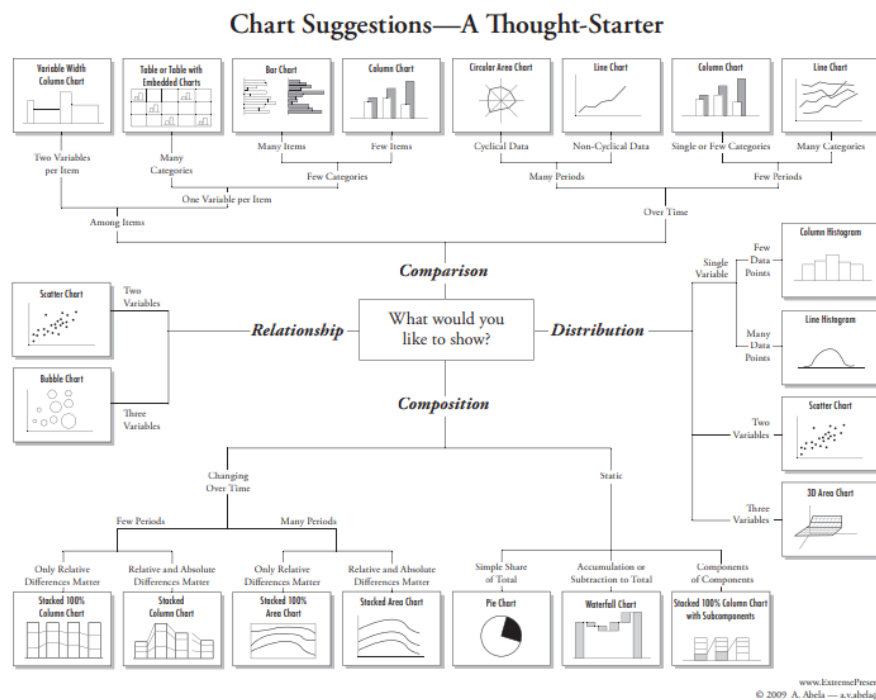 Chart Suggestions—A Thought-Starter
Variable Width
Column Chart
Table or Table with
Embedded Charts
Bar Chart
Column Chart
Circular Area Chart
Line Chart
Column Chart
Line Chart
Two Variables
per Item
Many
Categories
Many Items
Few Items
Cyclical Data
Non-Cyclical Data
Single or Few Categories
Many Categories
Few Categories
Many Periods
Few Periods
One Variable per Item
Over Time
Among Items
Comparison
What would you
like to show?
Relationship
Two
Variables
Scatter Chart
Three
Variables
Bubble Chart
Distribution
Single
Variable
Few
Data
Points
Column Histogram
Many
Data
Points
Line Histogram
Two
Variables
Scatter Chart
Three
Variables
3D Area Chart
Composition
Changing
Over Time
Static
Few Periods
Many Periods
Only Relative
Differences Matter
Relative and Absolute
Differences Matter
Only Relative
Differences Matter
Relative and Absolute
Differences Matter
Simple Share
of Total
Accumulation or
Subtraction to Total
Components
of Components
Stacked 100%
Column Chart
Stacked
Column Chart
Stacked 100%
Area Chart
Stacked Area Chart
Pie Chart
Waterfall Chart
Stacked 100% Column Chart
with Subcomponents
www.ExtremePresen
© 2009 A. Abela — a.v.abela